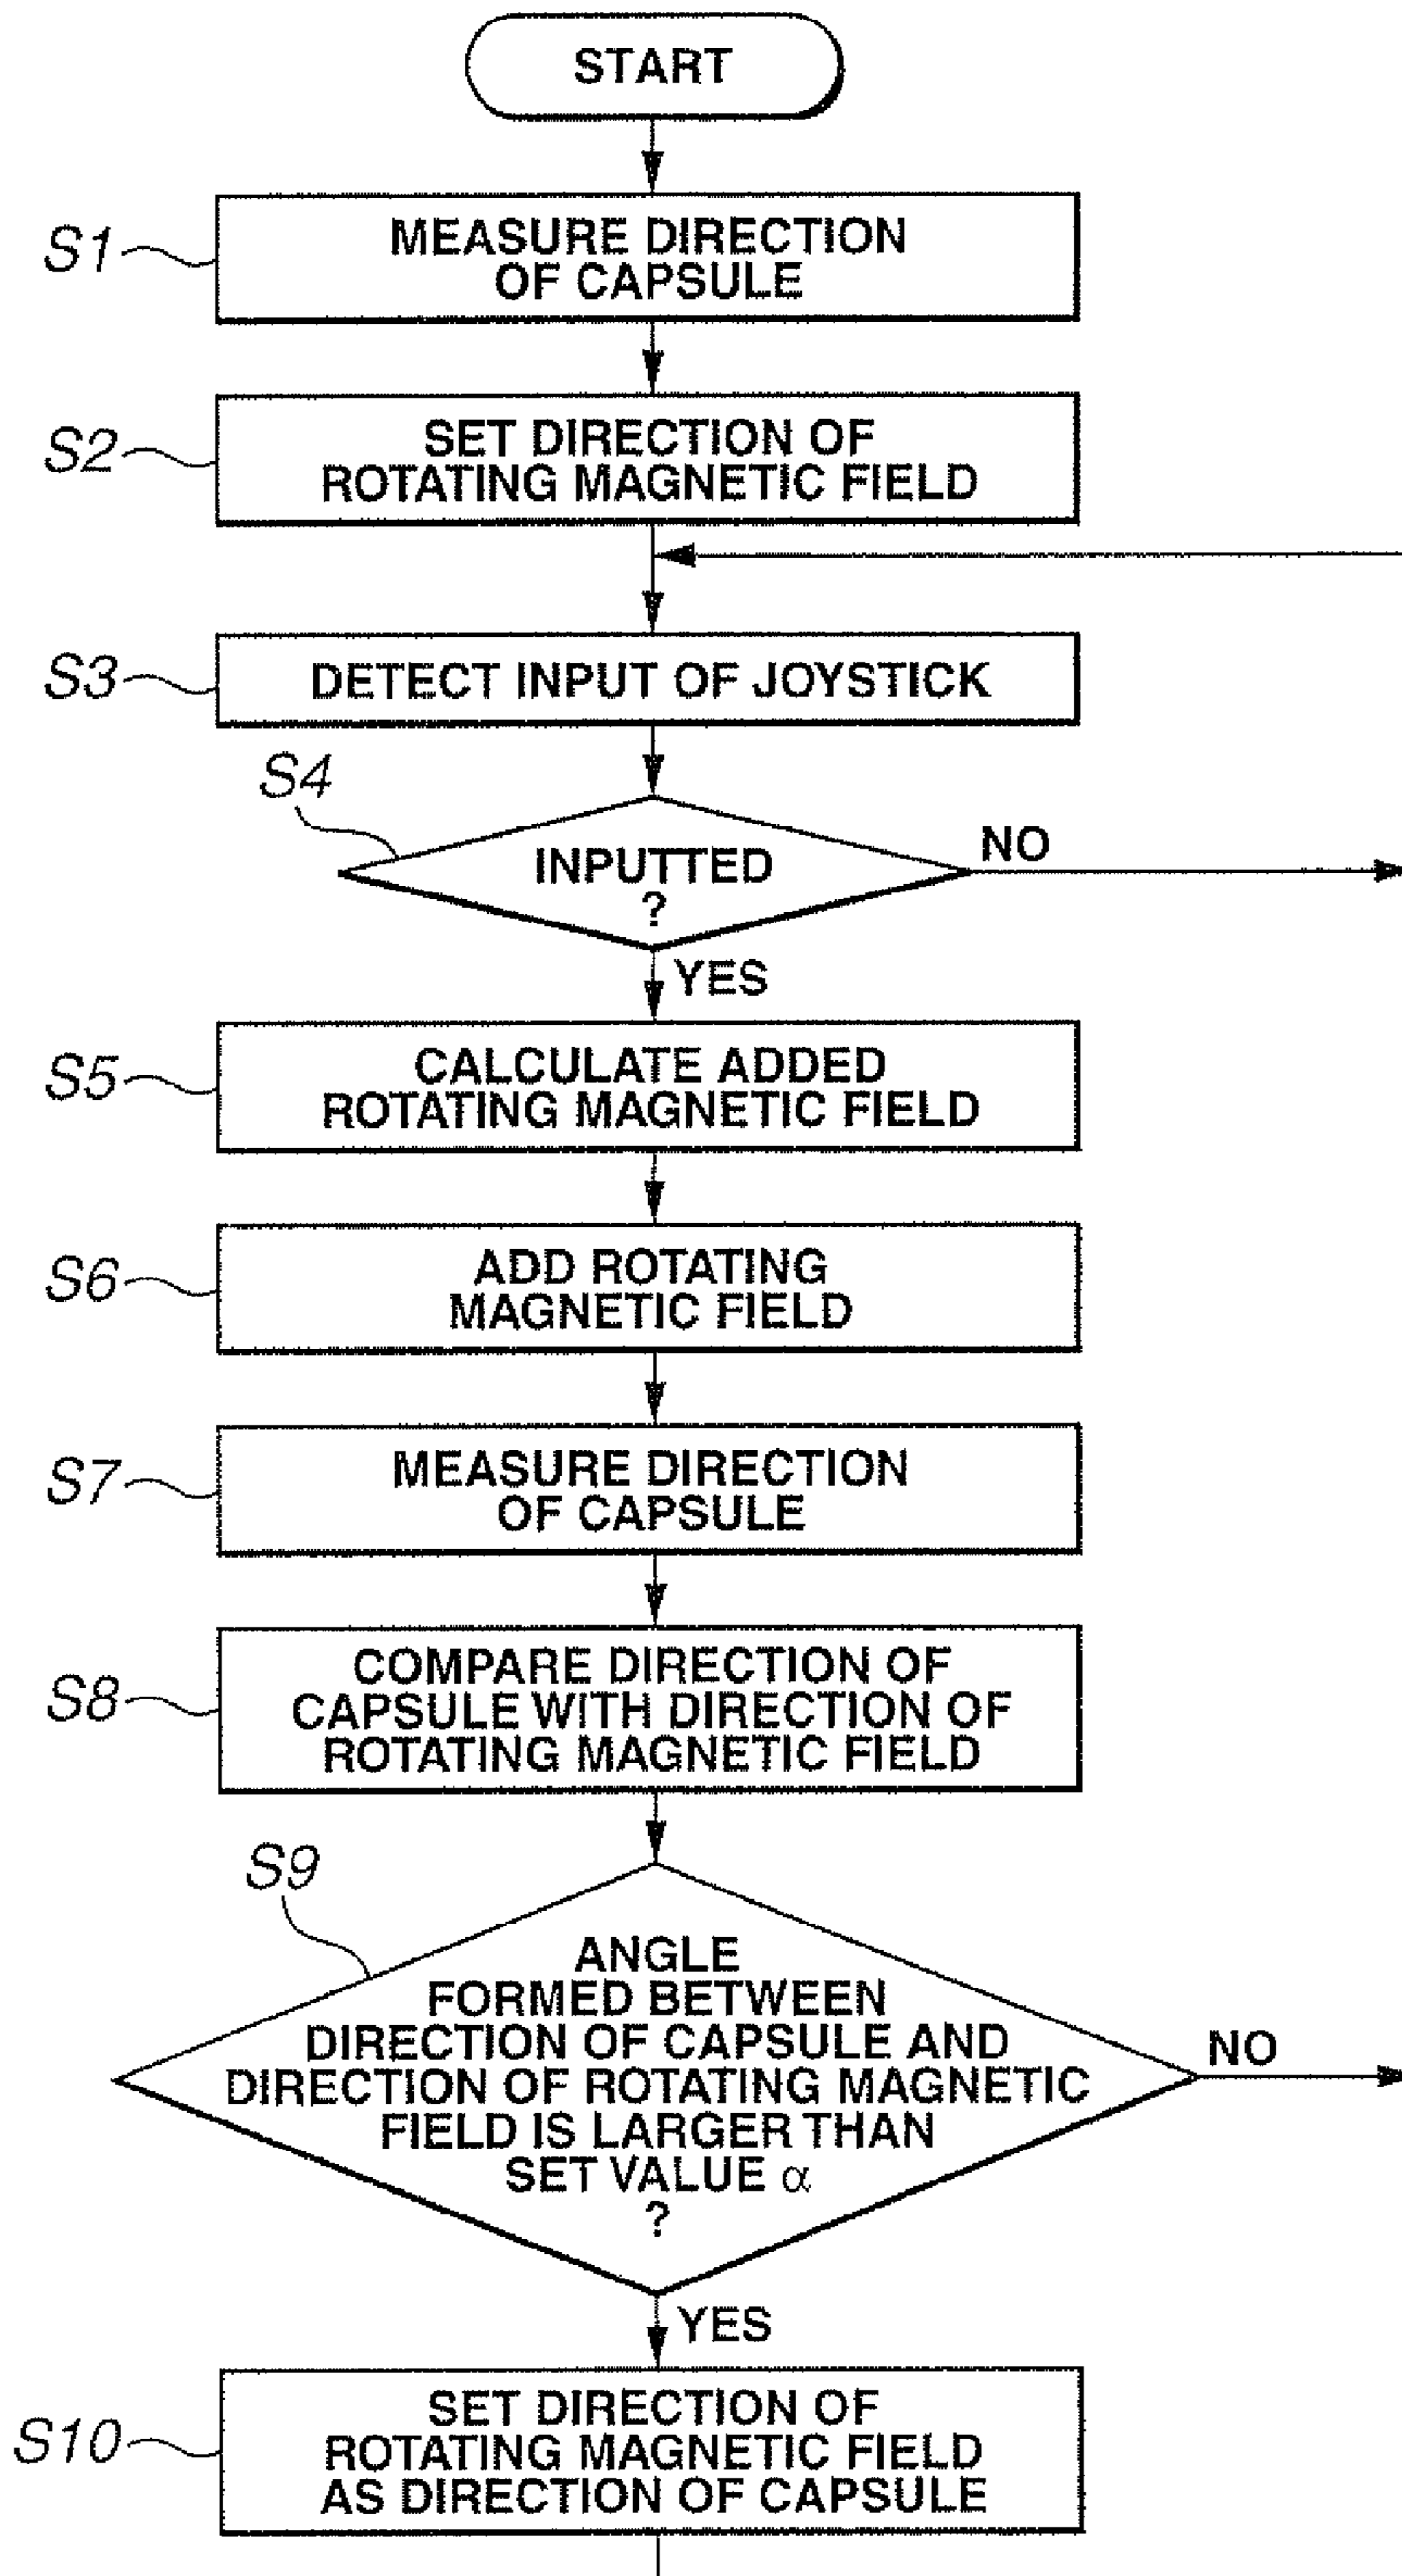 START
S1
MEASURE DIRECTION
OF CAPSULE
S2
SET DIRECTION OF
ROTATING MAGNETIC FIELD
S3
DETECT INPUT OF JOYSTICK
S4
INPUTTED
?
NO
YES
S5
CALCULATE ADDED
ROTATING MAGNETIC FIELD
S6
ADD ROTATING
MAGNETIC FIELD
S7
MEASURE DIRECTION
OF CAPSULE
S8
COMPARE DIRECTION OF
CAPSULE WITH DIRECTION OF
ROTATING MAGNETIC FIELD
S9
ANGLE
FORMED BETWEEN
DIRECTION OF CAPSULE AND
DIRECTION OF ROTATING MAGNETIC
FIELD IS LARGER THAN
SET VALUE α
?
NO
YES
S10
SET DIRECTION OF
ROTATING MAGNETIC FIELD
AS DIRECTION OF CAPSULE